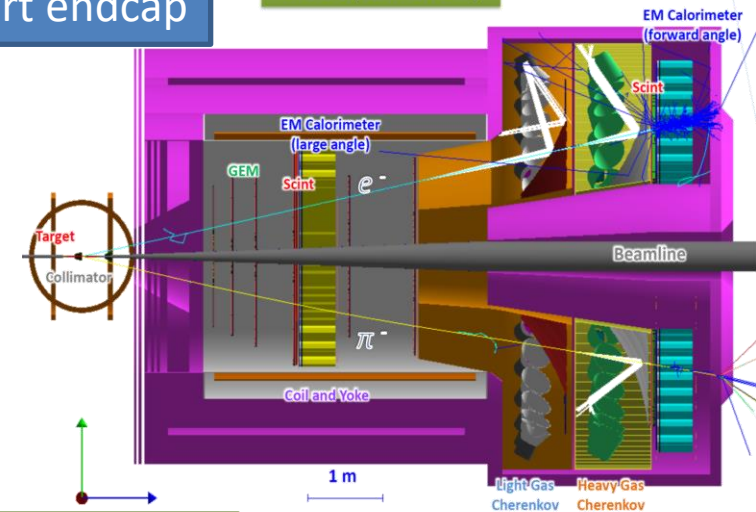 rt endcap
EM Calorimeter
(forward angle)
Scint
EM Calorimeter
(large angle)
GEM
Scint
e-
Target
Collimator
Beamline
π-
Coil and Yoke
1 m
Light Gas
Cherenkov
Heavy Gas
Cherenkov